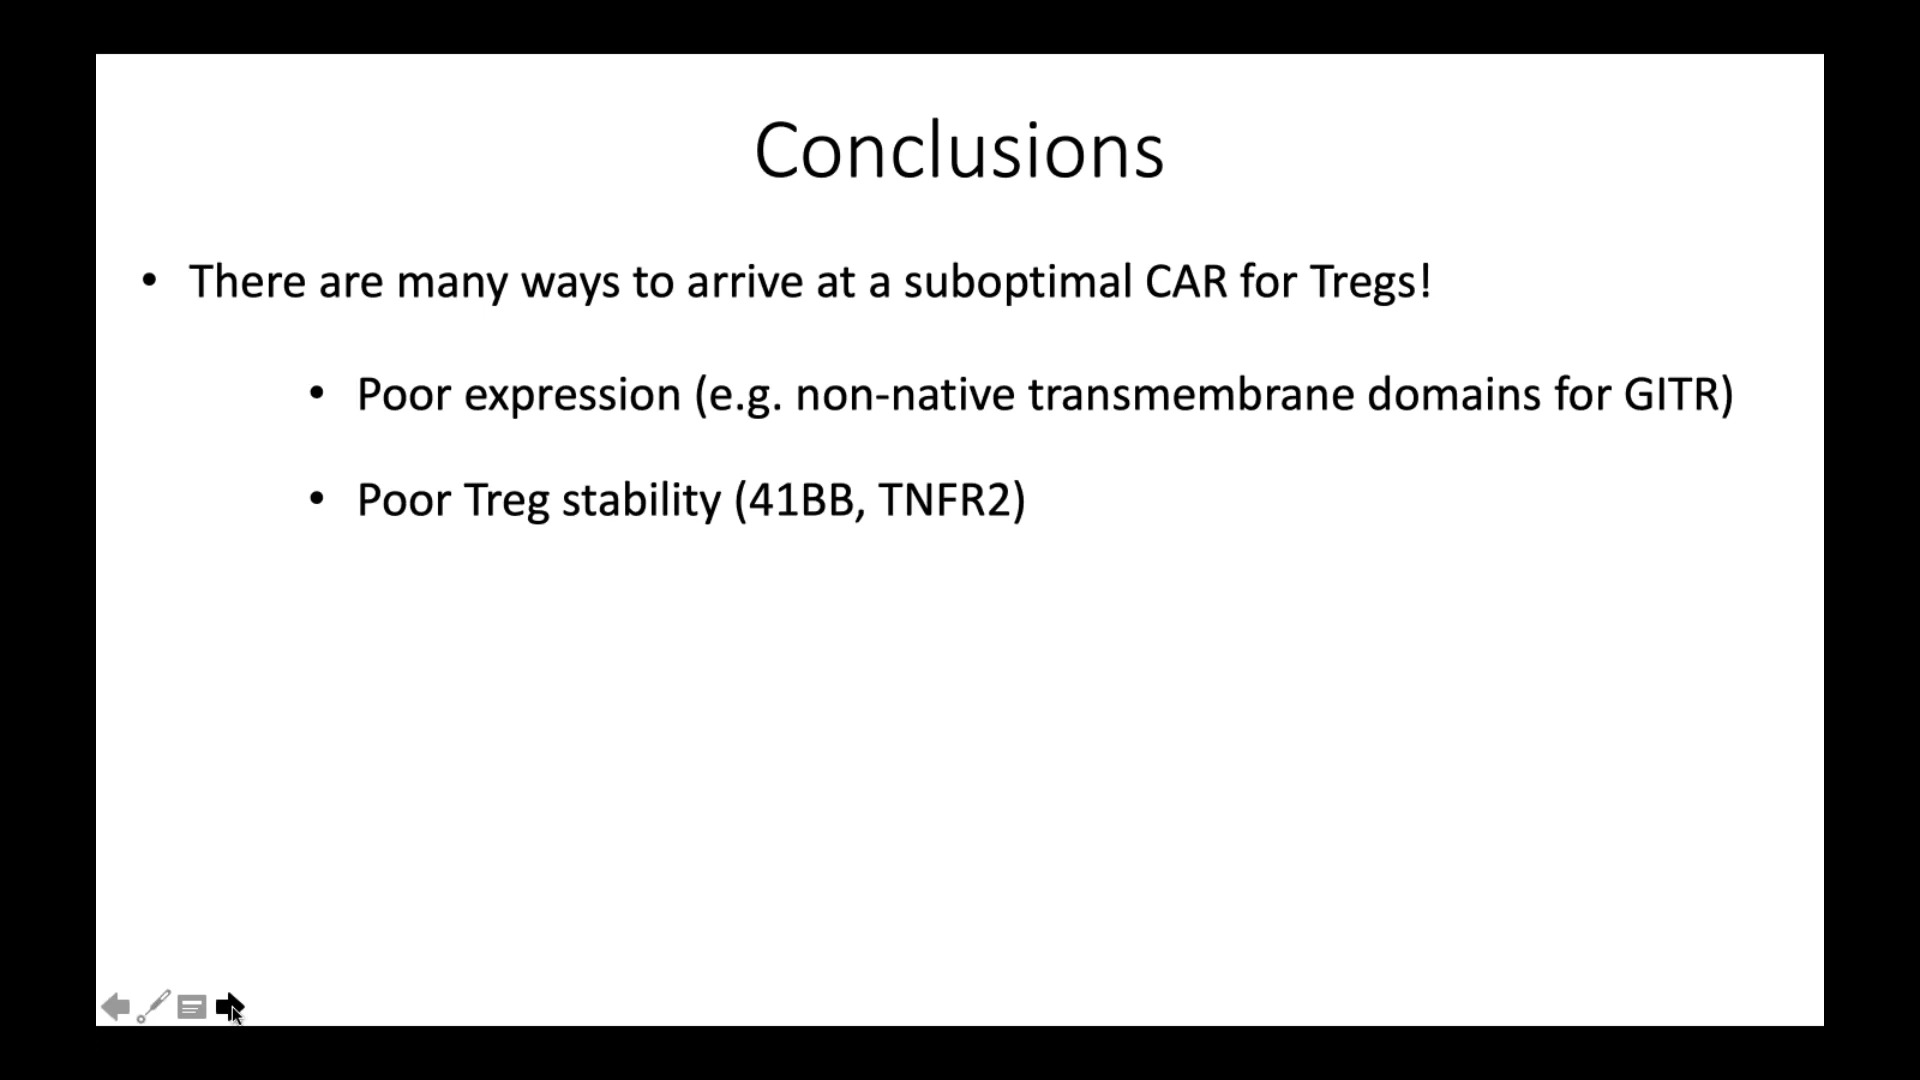 Conclusions
• There are many ways to arrive at a suboptimal CAR for Tregs!
• Poor expression (e.g. non-native transmembrane domains for GITR)
• Poor Treg stability (41BB, TNFR2)